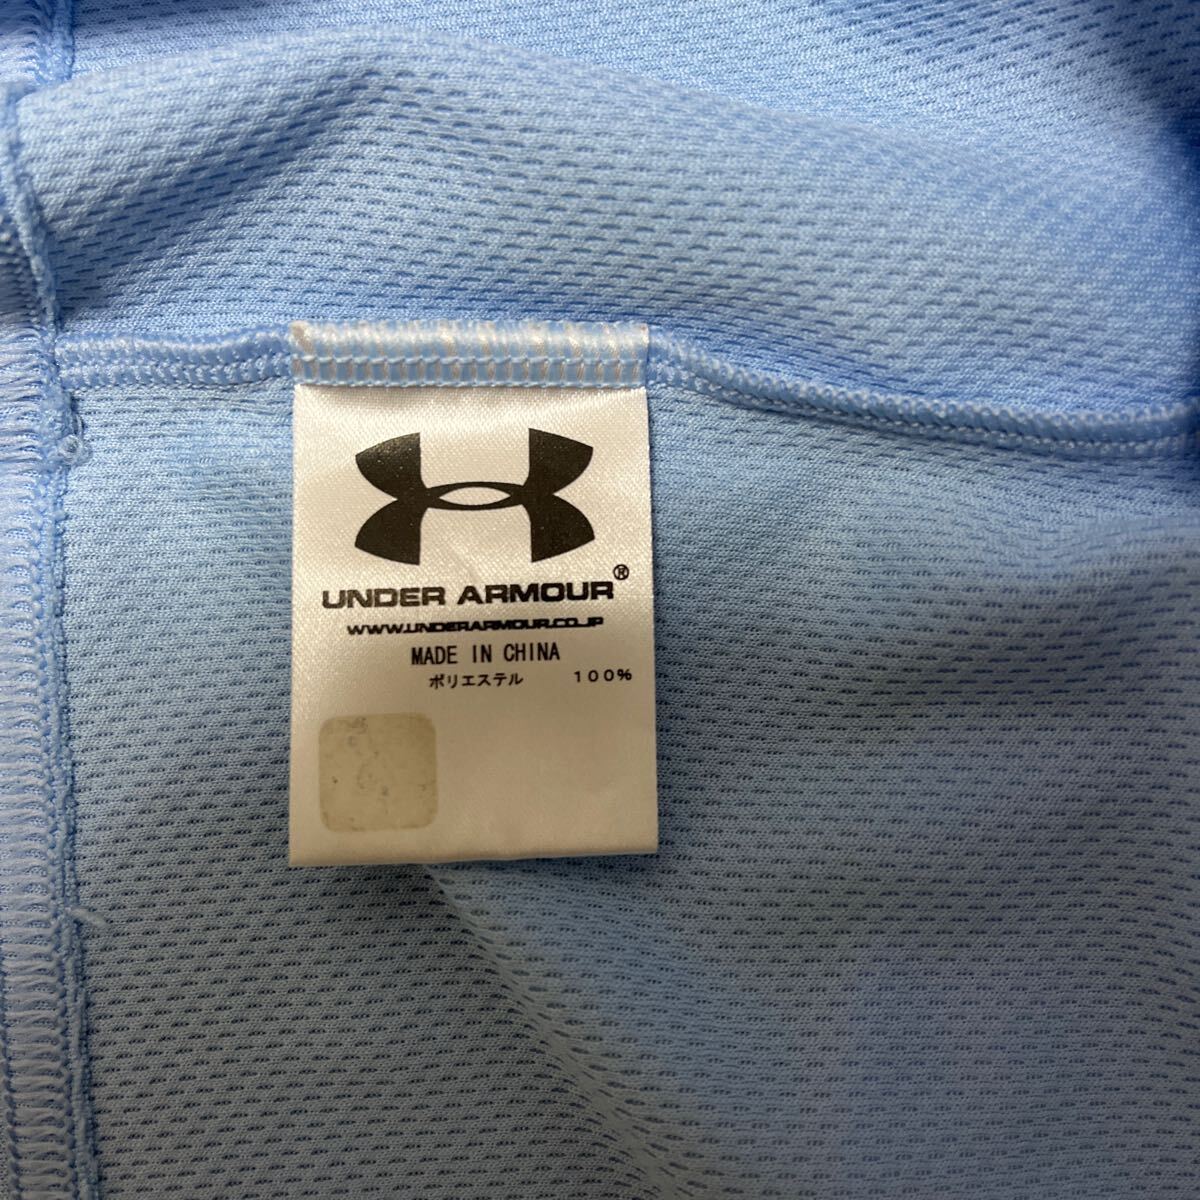 UNDER ARMOUR®
WWW.UNDERARMOUR.CO.JP
MADE IN CHINA
ポリエステル 100%